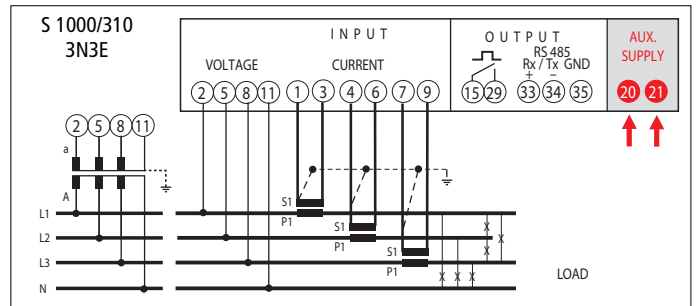 S 1000/310
3N3E
INPUT
OUTPUT
AUX.
SUPPLY
VOLTAGE
CURRENT
RS 485
Rx / Tx GND
+ −
2 5 8 11 1 3 4 6 7 9 15 29 33 34 35 20 21
2 5 8 11
a
A
S1
P1
S1
P1
S1
P1
L1
L2
L3
N
X X
X
X X X
LOAD